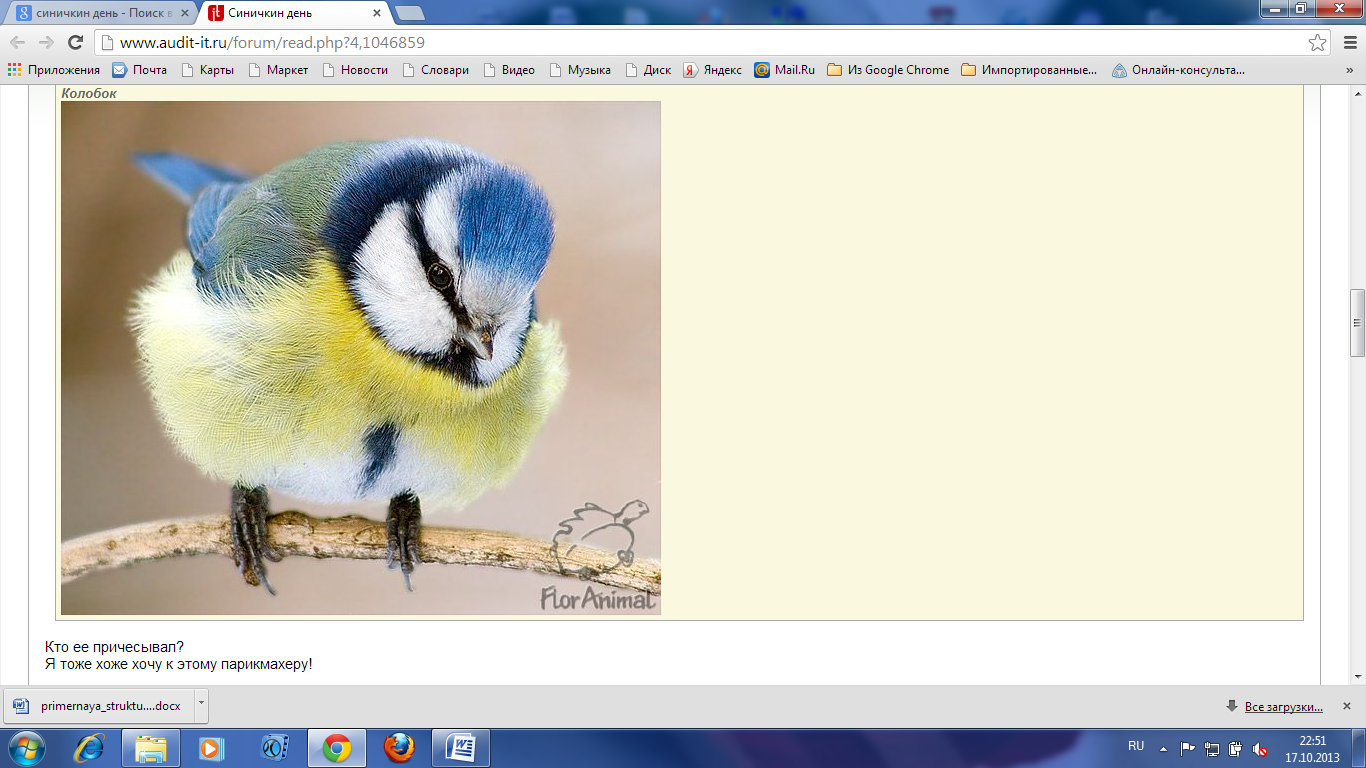 синичкин день - Поиск в
Синичкин день
www.audit-it.ru/forum/read.php?4,1046859
Приложения Почта Карты Маркет Новости Словари Видео Музыка Диск Яндекс Mail.Ru Из Google Chrome Импортированные... Онлайн-консульта... »
Колобок
FlorAnimal
Кто ее причесывал?
Я тоже хоже хочу к этому парикмахеру!
primernaya_struktu....docx
Все загрузки...
RU
22:51
17.10.2013